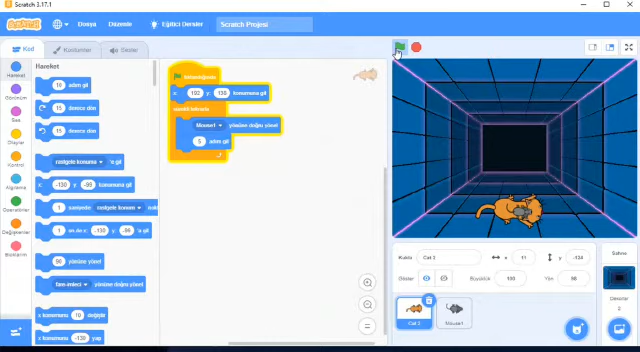 Scratch 3.17.1
SCRATCH
Dosya
Düzenle
Eğitici Dersler
Scratch Projesi
Kod
Kostümler
Sesler
Hareket
Hareket
10 adım git
Görünüm
15 derece dön
Ses
15 derece dön
Olaylar
Kontrol
rastgele konuma 'e git
Algılama
x: -130 y: -99 konumuna git
Operatörler
1 saniyede rastgele konum
Değişkenler
1 sn.de x: -130 y: -99 'e git
Bloklarım
90 yönüne yönel
fare-imleci yönüne doğru yönel
x konumunu 10 değiştir
x konumunu -130 yap
tıklandığında
x: 192 y: 138 konumuna git
sürekli tekrarla
Mouse1 yönüne doğru yönel
5 adım git
Kukla
Cat 2
x
11
y
-124
Göster
Büyüklük
100
Yön
Cat 2
Mouse1
Sahne
Dekorlar
2